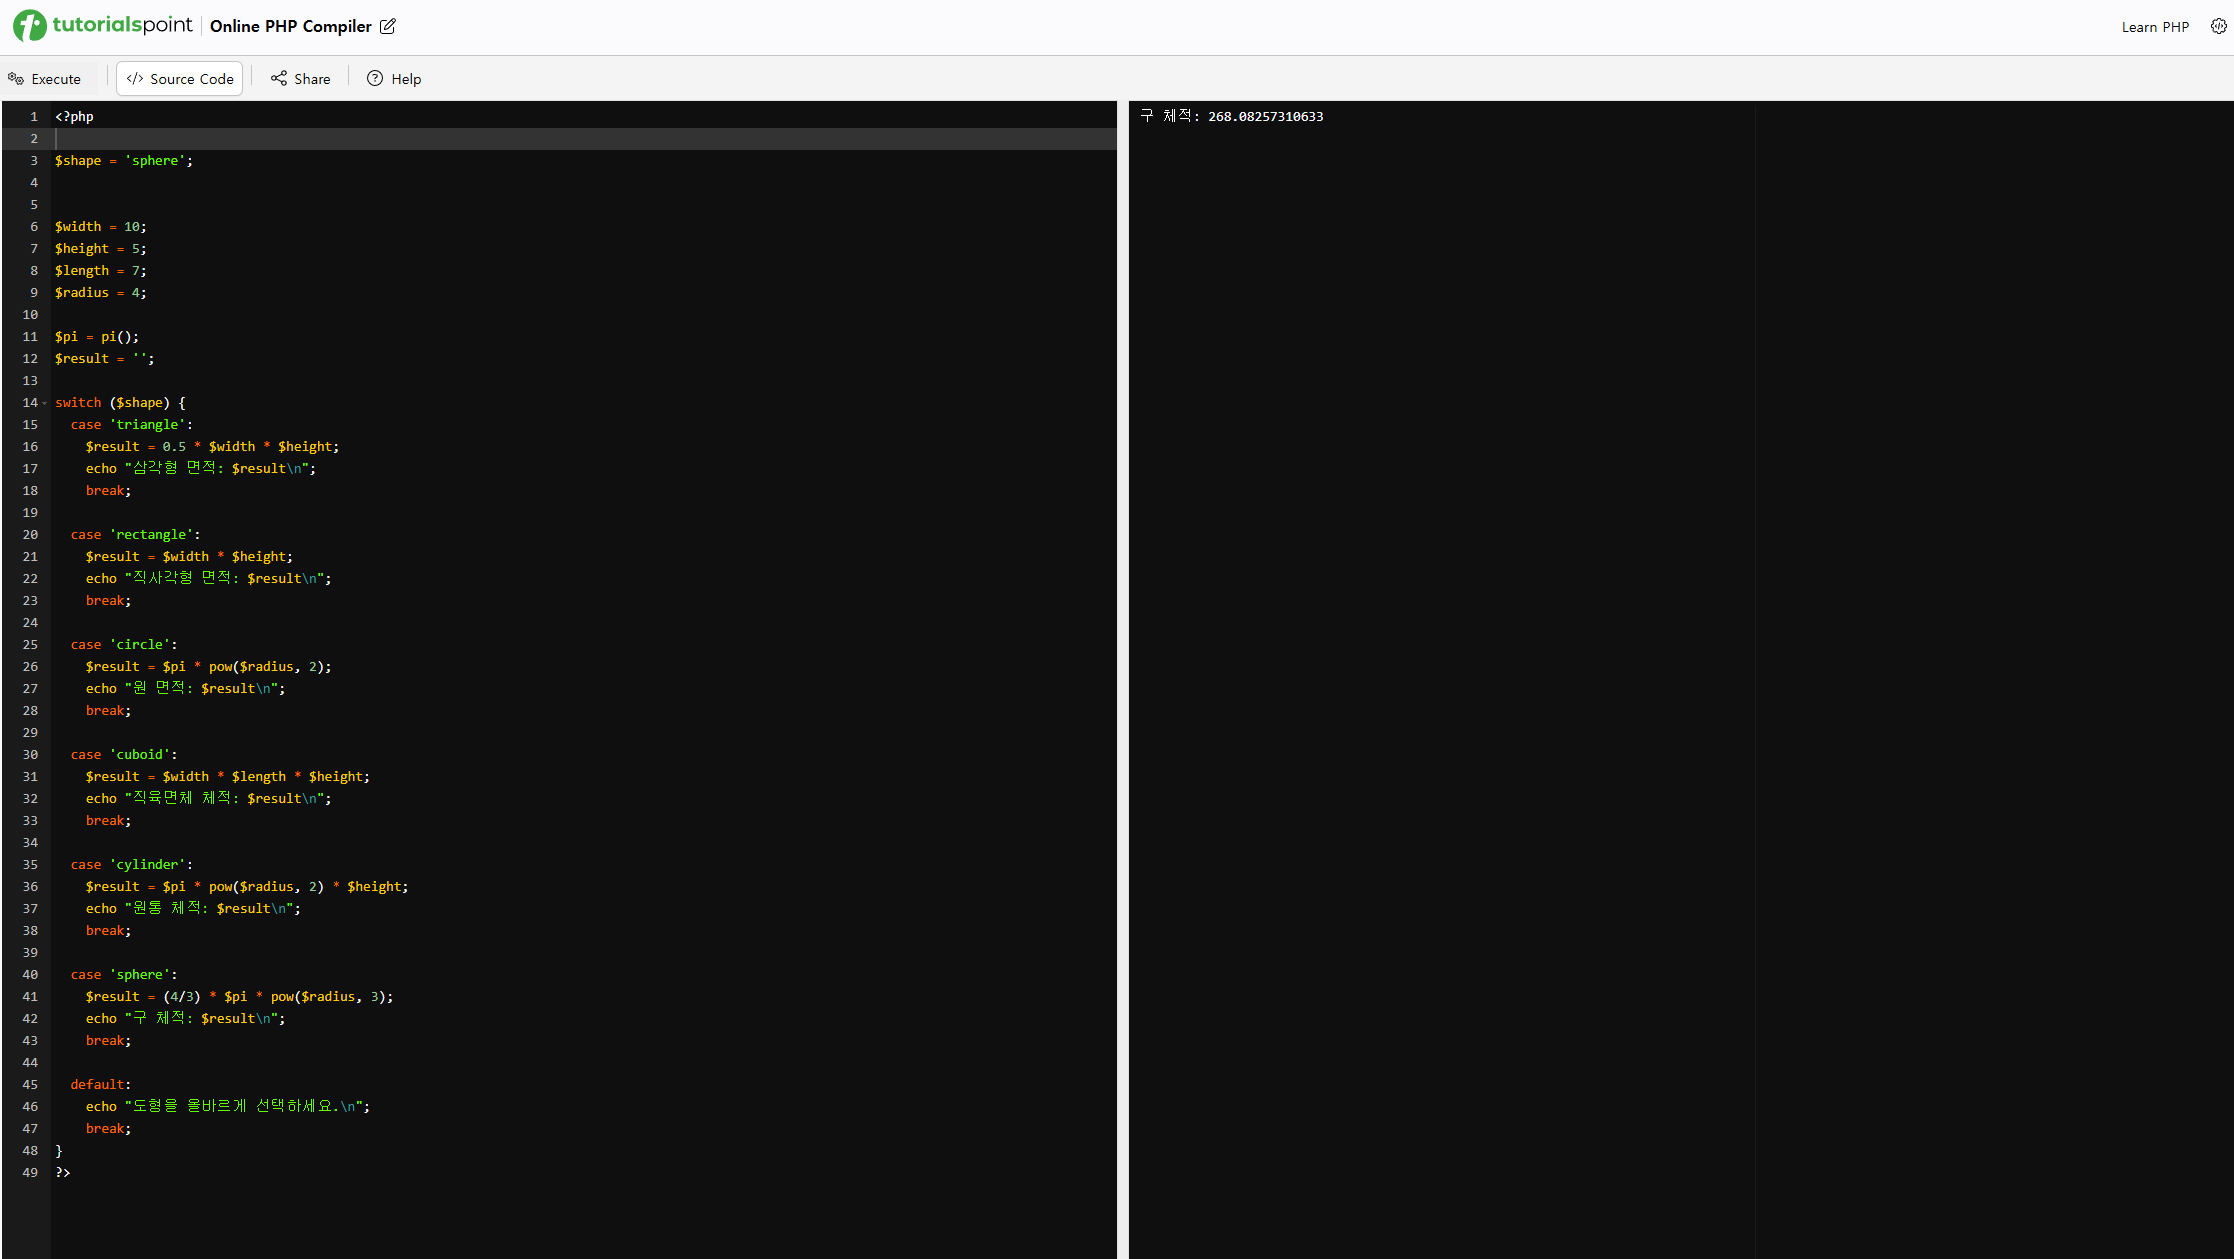 tutorialspoint Online PHP Compiler
Learn PHP
Execute
</> Source Code
Share
Help
1 <?php
2
3 $shape = 'sphere';
4
5
6 $width = 10;
7 $height = 5;
8 $length = 7;
9 $radius = 4;
10
11 $pi = pi();
12 $result = '';
13
14 switch ($shape) {
15 case 'triangle':
16 $result = 0.5 * $width * $height;
17 echo "삼각형 면적: $result\n";
18 break;
19
20 case 'rectangle':
21 $result = $width * $height;
22 echo "직사각형 면적: $result\n";
23 break;
24
25 case 'circle':
26 $result = $pi * pow($radius, 2);
27 echo "원 면적: $result\n";
28 break;
29
30 case 'cuboid':
31 $result = $width * $length * $height;
32 echo "직육면체 체적: $result\n";
33 break;
34
35 case 'cylinder':
36 $result = $pi * pow($radius, 2) * $height;
37 echo "원통 체적: $result\n";
38 break;
39
40 case 'sphere':
41 $result = (4/3) * $pi * pow($radius, 3);
42 echo "구 체적: $result\n";
43 break;
44
45 default:
46 echo "도형을 올바르게 선택하세요.\n";
47 break;
48 }
49 ?>
구 체적: 268.08257310633